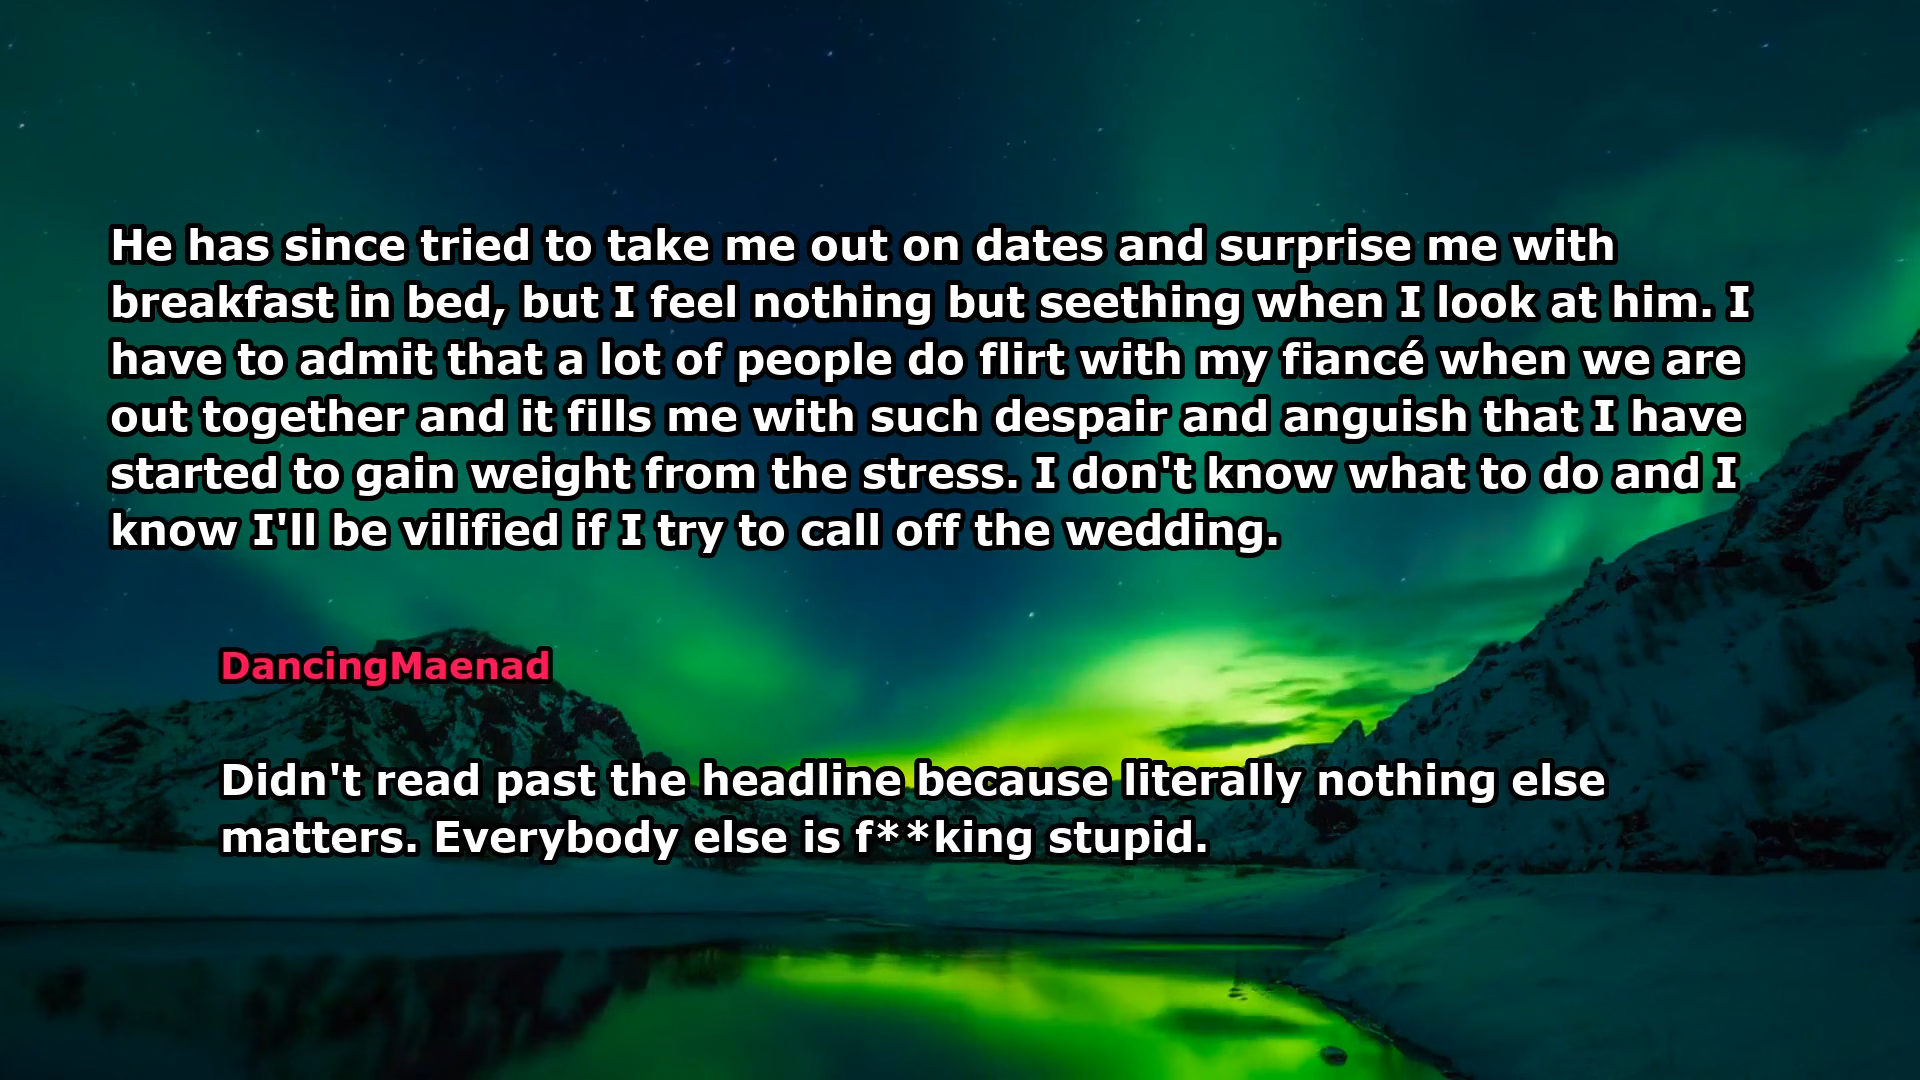 He has since tried to take me out on dates and surprise me with
breakfast in bed, but I feel nothing but seething when I look at him. I
have to admit that a lot of people do flirt with my fiancé when we are
out together and it fills me with such despair and anguish that I have
started to gain weight from the stress. I don't know what to do and I
know I'll be vilified if I try to call off the wedding.
DancingMaenad
Didn't read past the headline because literally nothing else
matters. Everybody else is f**king stupid.